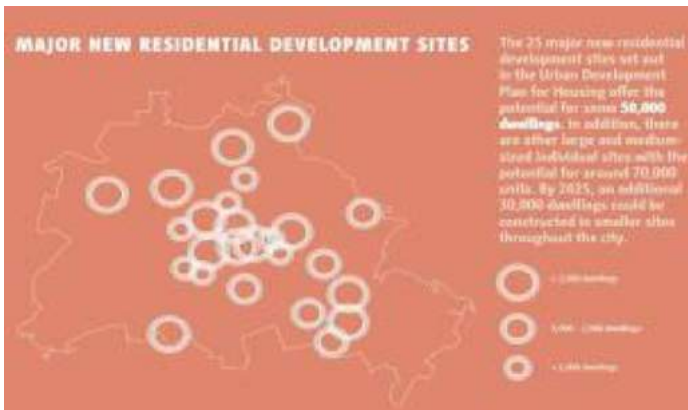 MAJOR NEW RESIDENTIAL DEVELOPMENT SITES
The 25 major new residential
development sites set out
in the Urban Development
Plan for Housing offer the
potential for some 50,000
dwellings. In addition, there
are other large and medium-
sized individual sites with the
potential for around 70,000
units. By 2025, an additional
30,000 dwellings could be
constructed in smaller sites
throughout the city.
dwellings
dwellings
dwellings